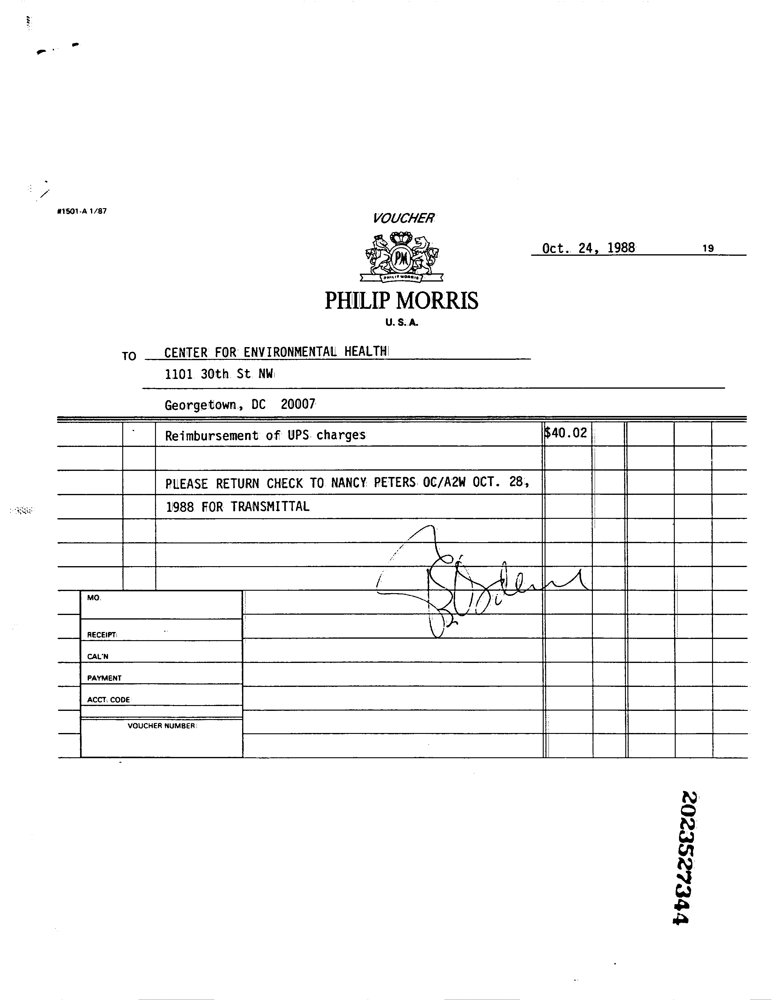 #1501-A 1/87
VOUCHER
Oct. 24, 1988 19
PM
PHILIP MORRIS
PHILIP MORRIS
U.S.A.
TO CENTER FOR ENVIRONMENTAL HEALTH
1101 30th St NW
Georgetown, DC 20007
Reimbursement of UPS charges $40.02
PLEASE RETURN CHECK TO NANCY PETERS OC/A2W OCT. 28,
1988 FOR TRANSMITTAL
MO.
RECEIPT
CAL'N
PAYMENT
ACCT. CODE
VOUCHER NUMBER
2023527344